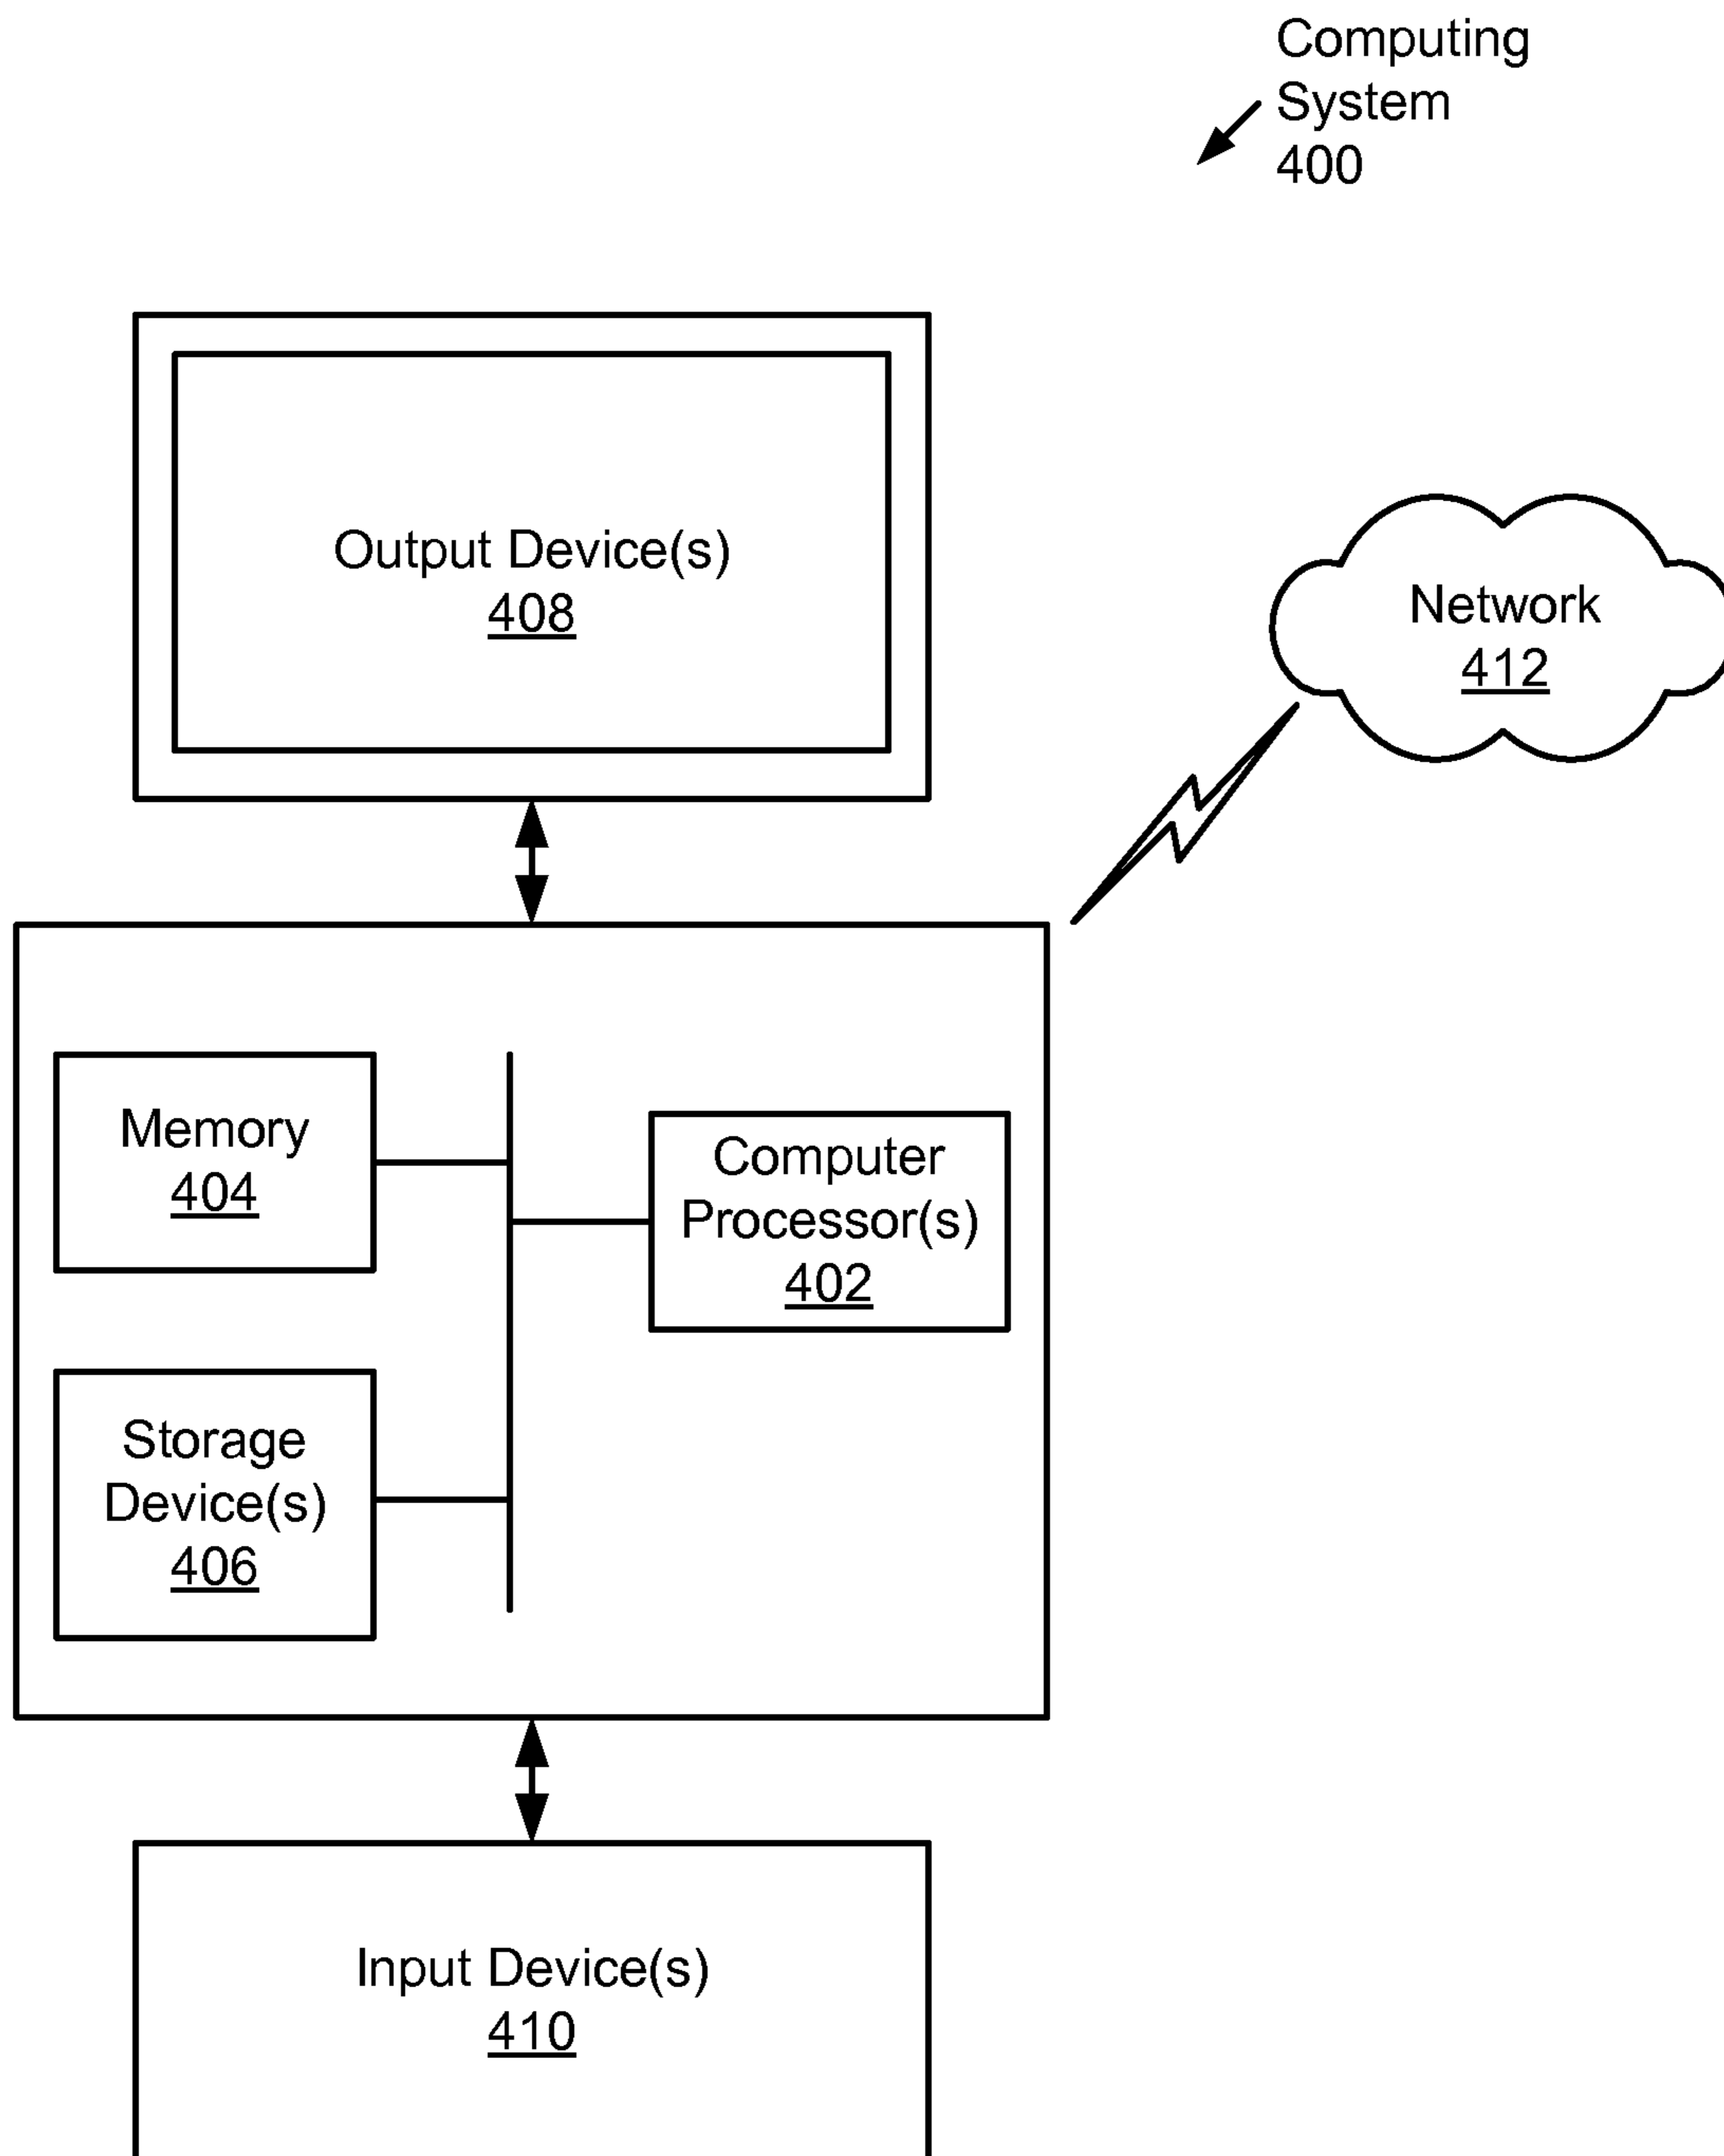 Computing
System
400
Output Device(s)
408
Network
412
Memory
404
Computer
Processor(s)
402
Storage
Device(s)
406
Input Device(s)
410